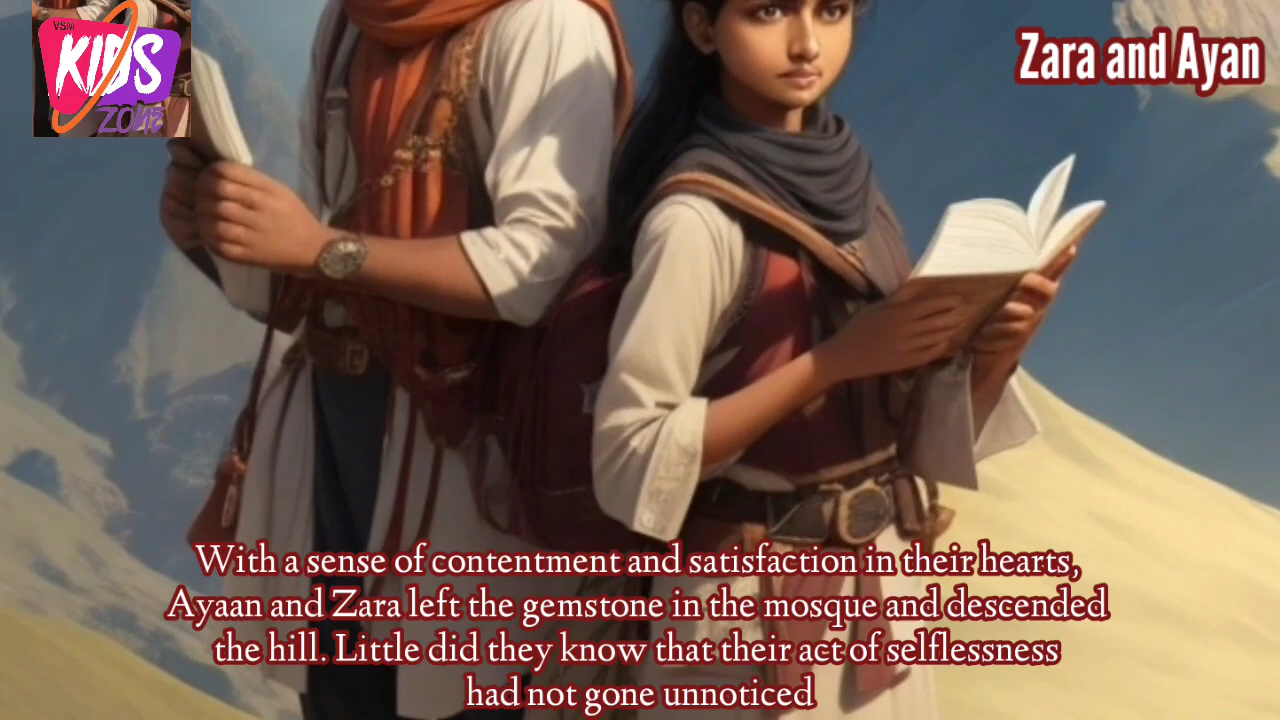 VSM
KIDS
ZONE
Zara and Ayan
With a sense of contentment and satisfaction in their hearts,
Ayaan and Zara left the gemstone in the mosque and descended
the hill. Little did they know that their act of selflessness
had not gone unnoticed